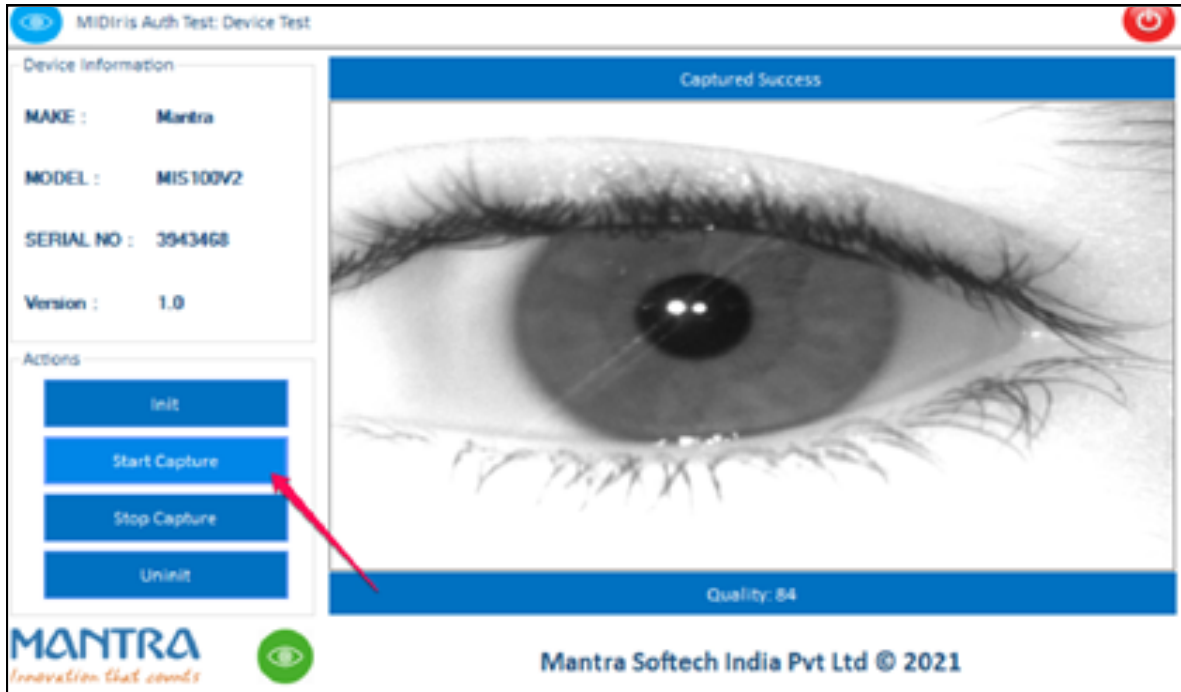 MIDIris Auth Test: Device Test
Device Information
MAKE : Mantra
MODEL : MIS100V2
SERIAL NO : 3943468
Version : 1.0
Actions
Init
Start Capture
Stop Capture
Uninit
Captured Success
Quality: 84
MANTRA
Innovation that counts
Mantra Softech India Pvt Ltd © 2021